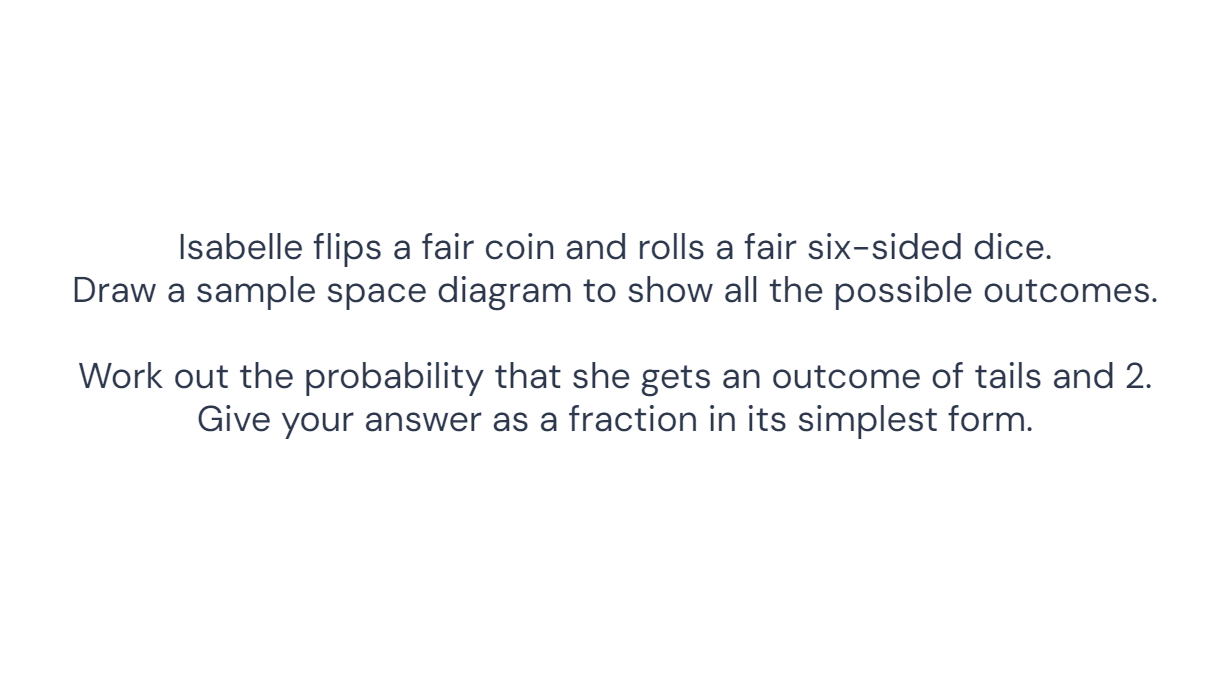 Isabelle flips a fair coin and rolls a fair six-sided dice.
Draw a sample space diagram to show all the possible outcomes.
Work out the probability that she gets an outcome of tails and 2.
Give your answer as a fraction in its simplest form.